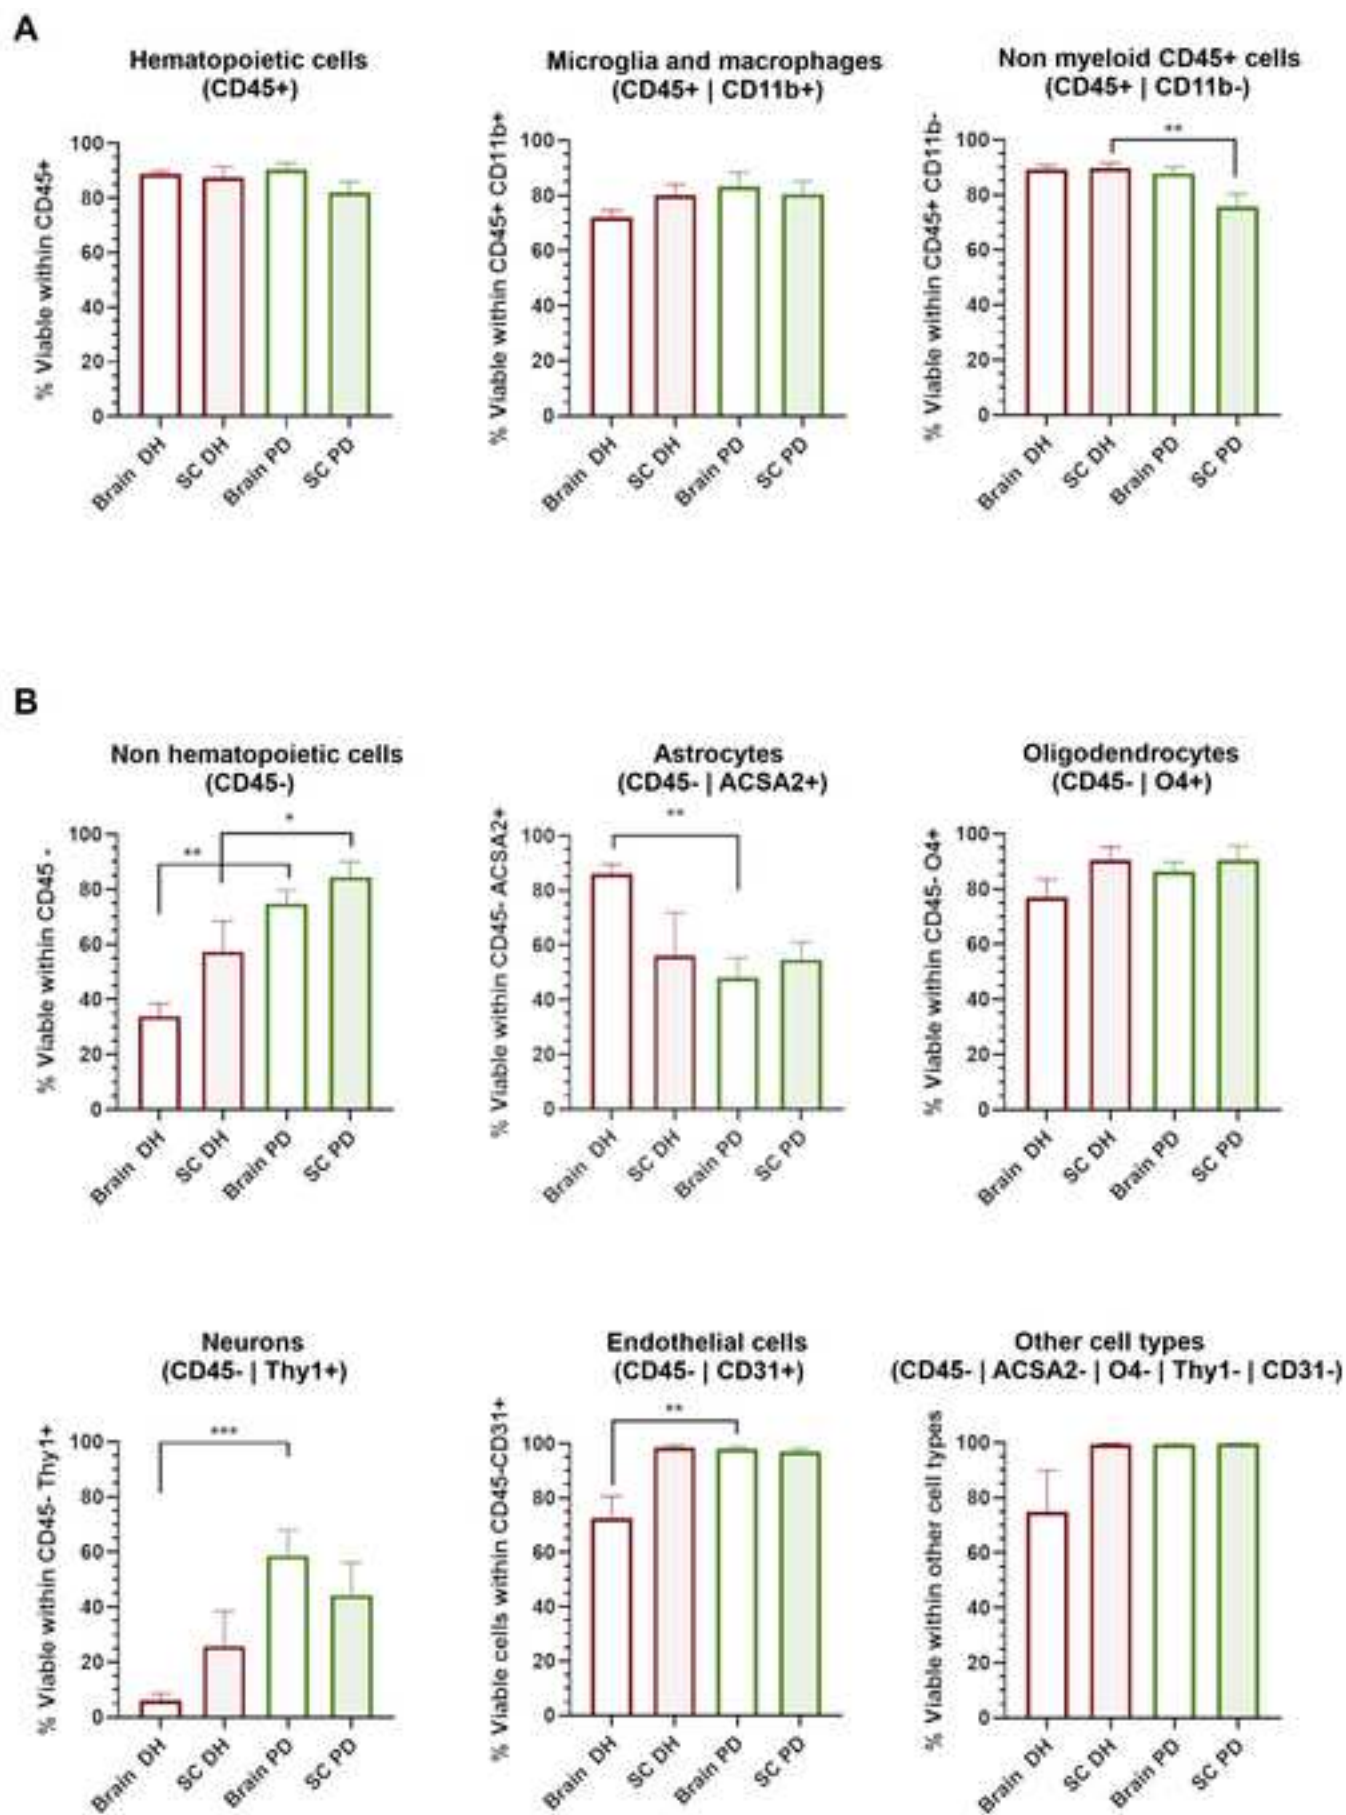 A
Hematopoietic cells
(CD45+)
% Viable within CD45+
100
80
60
40
20
0
Brain DH
SC DH
Brain PD
SC PD
Microglia and macrophages
(CD45+ | CD11b+)
% Viable within CD45+ CD11b+
100
80
60
40
20
0
Brain DH
SC DH
Brain PD
SC PD
Non myeloid CD45+ cells
(CD45+ | CD11b-)
% Viable within CD45+ CD11b-
**
100
80
60
40
20
0
Brain DH
SC DH
Brain PD
SC PD
B
Non hematopoietic cells
(CD45-)
% Viable within CD45 -
*
**
100
80
60
40
20
0
Brain DH
SC DH
Brain PD
SC PD
Astrocytes
(CD45- | ACSA2+)
% Viable within CD45- ACSA2+
**
100
80
60
40
20
0
Brain DH
SC DH
Brain PD
SC PD
Oligodendrocytes
(CD45- | O4+)
% Viable within CD45- O4+
100
80
60
40
20
0
Brain DH
SC DH
Brain PD
SC PD
Neurons
(CD45- | Thy1+)
% Viable within CD45- Thy1+
***
100
80
60
40
20
0
Brain DH
SC DH
Brain PD
SC PD
Endothelial cells
(CD45- | CD31+)
% Viable cells within CD45-CD31+
**
100
80
60
40
20
0
Brain DH
SC DH
Brain PD
SC PD
Other cell types
(CD45- | ACSA2- | O4- | Thy1- | CD31-)
% Viable within other cell types
100
80
60
40
20
0
Brain DH
SC DH
Brain PD
SC PD